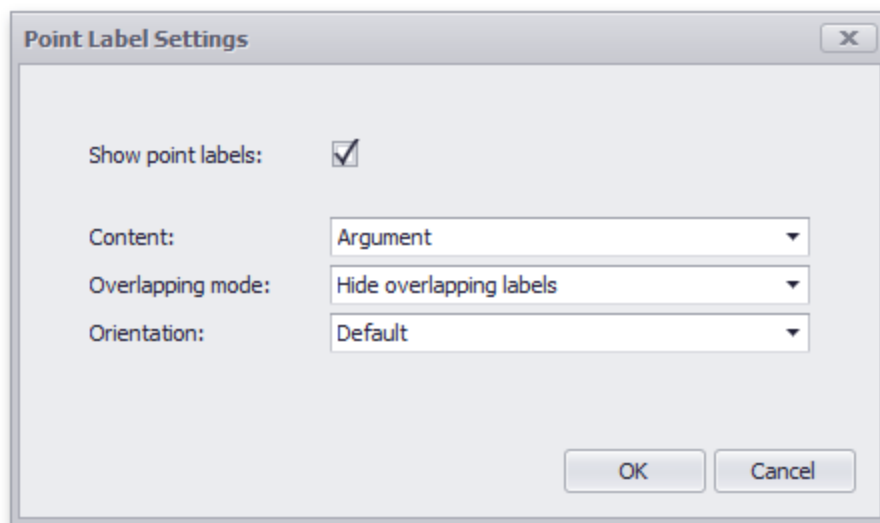 Point Label Settings
Show point labels:
Content: Argument
Overlapping mode: Hide overlapping labels
Orientation: Default
OK Cancel